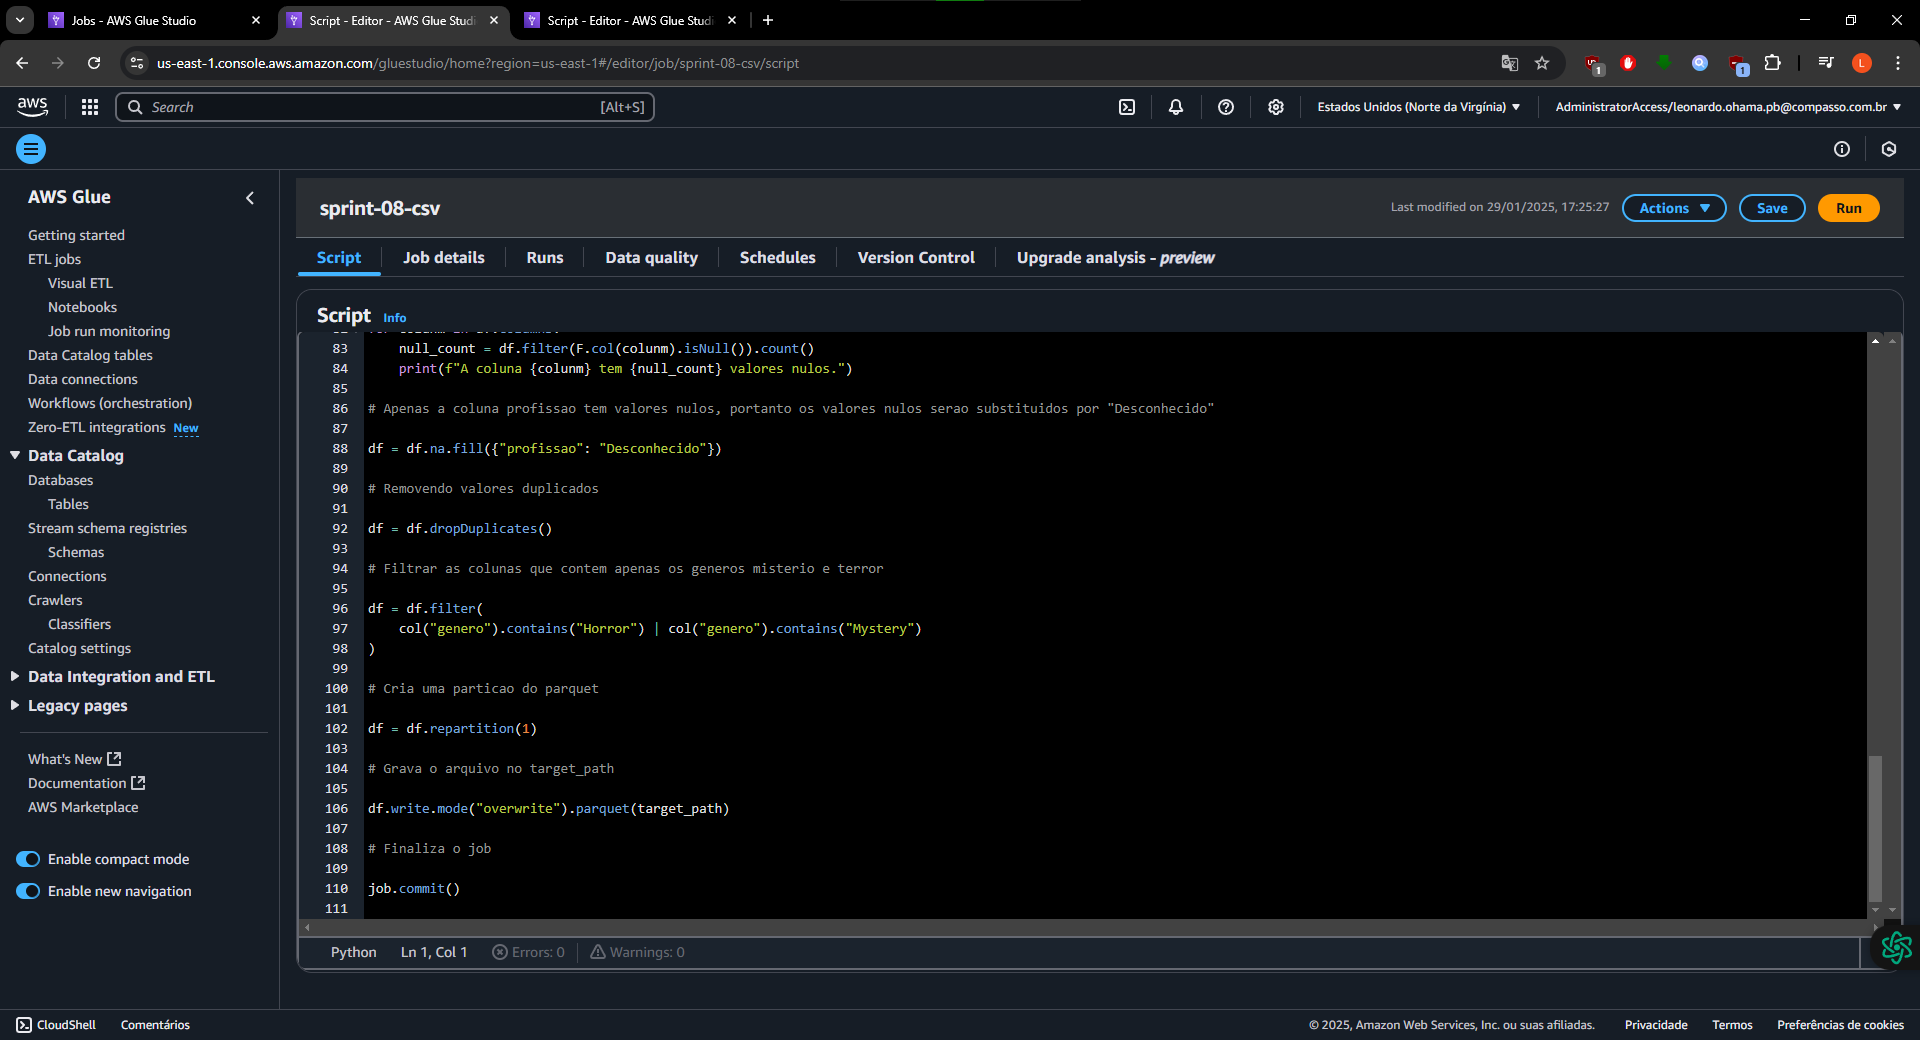 Jobs - AWS Glue Studio
Script - Editor - AWS Glue Studi
Script - Editor - AWS Glue Studi
us-east-1.console.aws.amazon.com/gluestudio/home?region=us-east-1#/editor/job/sprint-08-csv/script
1
1
L
aws
Search
[Alt+S]
Estados Unidos (Norte da Virgínia)
AdministratorAccess/leonardo.ohama.pb@compasso.com.br
AWS Glue
Getting started
ETL jobs
Visual ETL
Notebooks
Job run monitoring
Data Catalog tables
Data connections
Workflows (orchestration)
Zero-ETL integrations New
Data Catalog
Databases
Tables
Stream schema registries
Schemas
Connections
Crawlers
Classifiers
Catalog settings
Data Integration and ETL
Legacy pages
What's New
Documentation
AWS Marketplace
Enable compact mode
Enable new navigation
sprint-08-csv
Last modified on 29/01/2025, 17:25:27
Actions
Save
Run
Script
Job details
Runs
Data quality
Schedules
Version Control
Upgrade analysis - preview
Script Info
83 null_count = df.filter(F.col(colunm).isNull()).count()
84 print(f"A coluna {colunm} tem {null_count} valores nulos.")
85
86 # Apenas a coluna profissao tem valores nulos, portanto os valores nulos serao substituidos por "Desconhecido"
87
88 df = df.na.fill({"profissao": "Desconhecido"})
89
90 # Removendo valores duplicados
91
92 df = df.dropDuplicates()
93
94 # Filtrar as colunas que contem apenas os generos misterio e terror
95
96 df = df.filter(
97 col("genero").contains("Horror") | col("genero").contains("Mystery")
98 )
99
100 # Cria uma particao do parquet
101
102 df = df.repartition(1)
103
104 # Grava o arquivo no target_path
105
106 df.write.mode("overwrite").parquet(target_path)
107
108 # Finaliza o job
109
110 job.commit()
111
Python
Ln 1, Col 1
Errors: 0
Warnings: 0
CloudShell
Comentários
© 2025, Amazon Web Services, Inc. ou suas afiliadas.
Privacidade
Termos
Preferências de cookies